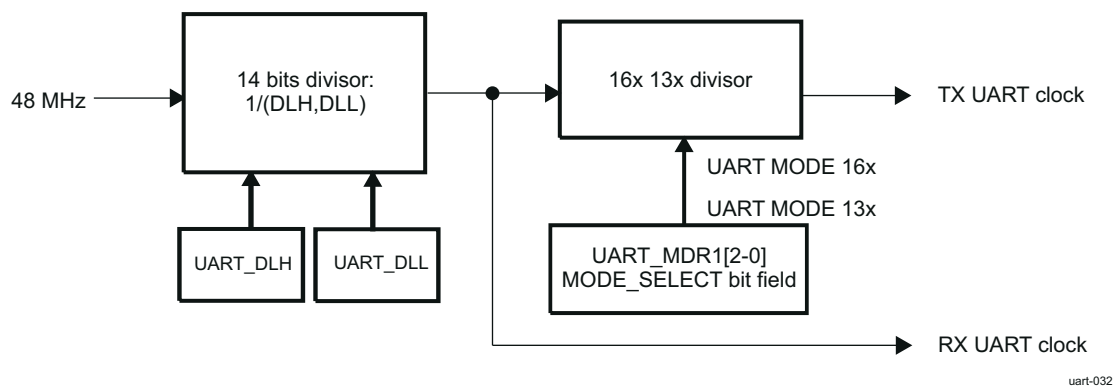 14 bits divisor:
1/(DLH,DLL)
16x 13x divisor
48 MHz
TX UART clock
UART MODE 16x
UART MODE 13x
UART_DLH
UART_DLL
UART_MDR1[2-0]
MODE_SELECT bit field
RX UART clock
uart-032